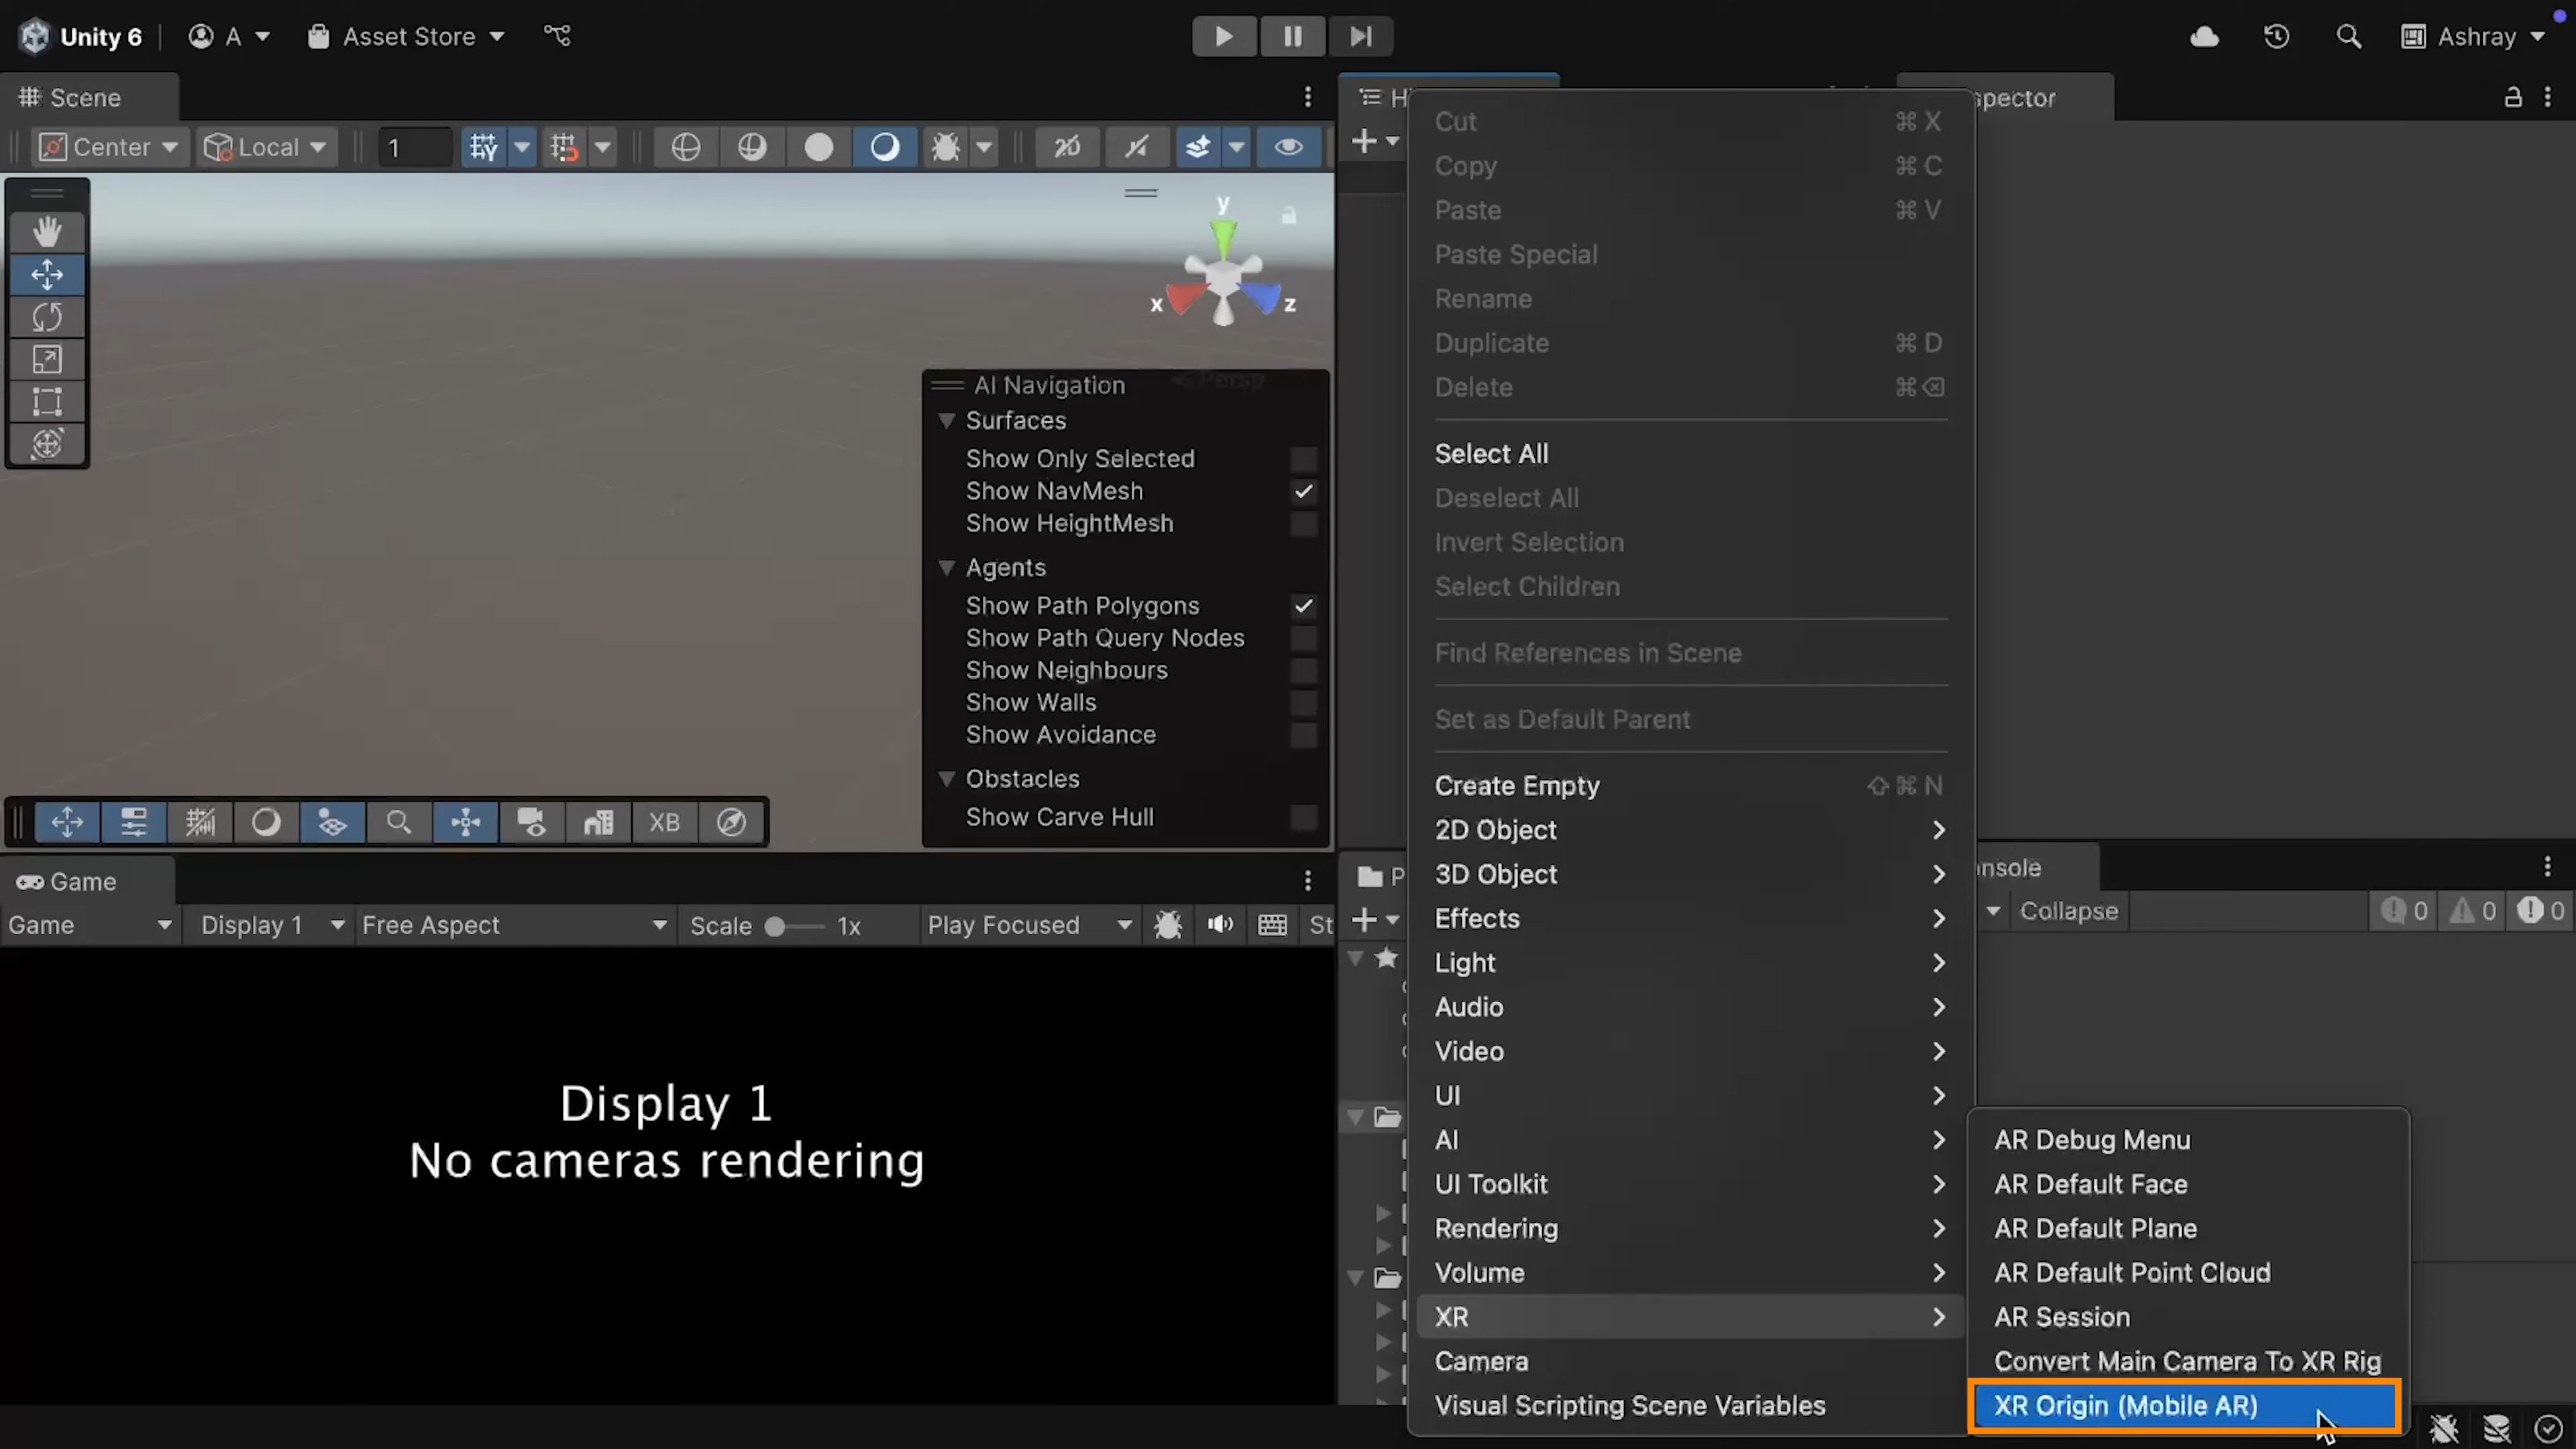 Unity 6
A
Asset Store
Ashray
Scene
Center
Local
1
2D
y
x
z
Persp
AI Navigation
Surfaces
Show Only Selected
Show NavMesh
Show HeightMesh
Agents
Show Path Polygons
Show Path Query Nodes
Show Neighbours
Show Walls
Show Avoidance
Obstacles
Show Carve Hull
XB
Game
Game
Display 1
Free Aspect
Scale
1x
Play Focused
St
Display 1
No cameras rendering
Hi
spector
Cut ⌘ X
Copy ⌘ C
Paste ⌘ V
Paste Special
Rename
Duplicate ⌘ D
Delete ⌘⌫
Select All
Deselect All
Invert Selection
Select Children
Find References in Scene
Set as Default Parent
Create Empty ⇧ ⌘ N
2D Object
3D Object
Effects
Light
Audio
Video
UI
AI
UI Toolkit
Rendering
Volume
XR
Camera
Visual Scripting Scene Variables
AR Debug Menu
AR Default Face
AR Default Plane
AR Default Point Cloud
AR Session
Convert Main Camera To XR Rig
XR Origin (Mobile AR)
P
nsole
Collapse
0
0
0